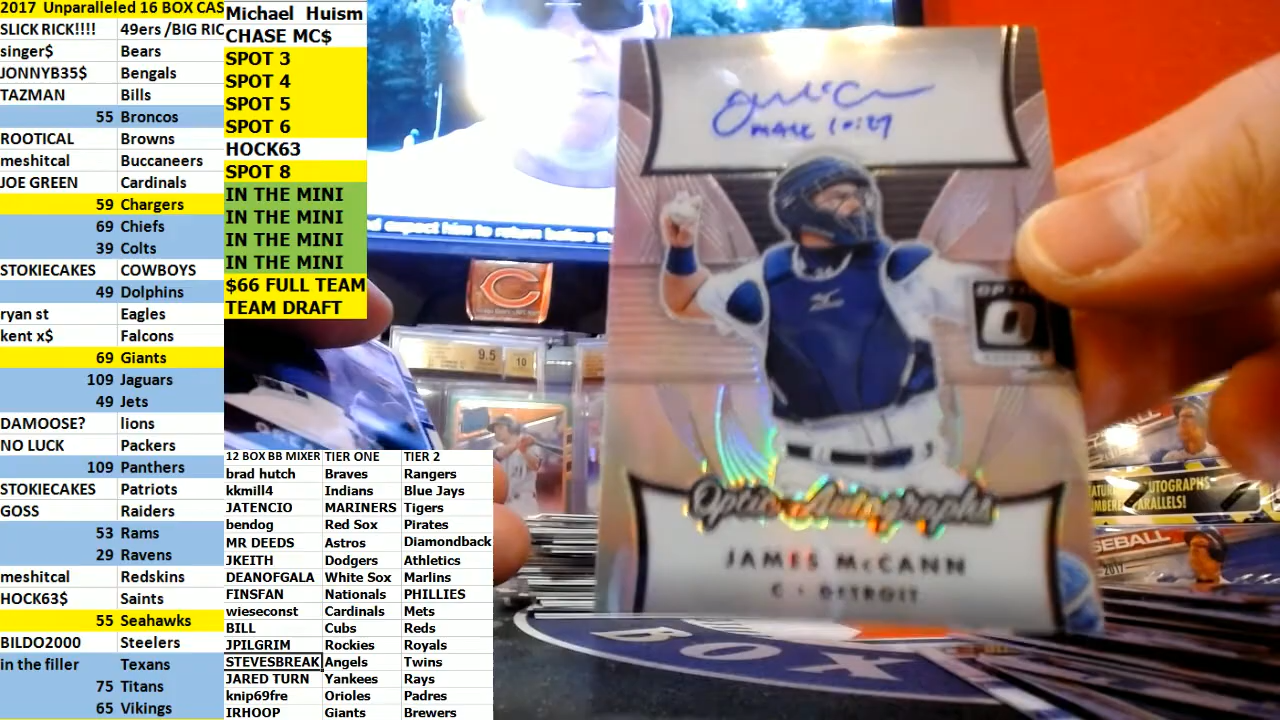 2017 Unparalleled 16 BOX CAS
SLICK RICK!!!! 49ers /BIG RIC
singer$ Bears
JONNYB35$ Bengals
TAZMAN Bills
55 Broncos
ROOTICAL Browns
meshitcal Buccaneers
JOE GREEN Cardinals
59 Chargers
69 Chiefs
39 Colts
STOKIECAKES COWBOYS
49 Dolphins
ryan st Eagles
kent x$ Falcons
69 Giants
109 Jaguars
49 Jets
DAMOOSE? lions
NO LUCK Packers
109 Panthers
STOKIECAKES Patriots
GOSS Raiders
53 Rams
29 Ravens
meshitcal Redskins
HOCK63$ Saints
55 Seahawks
BILDO2000 Steelers
in the filler Texans
75 Titans
65 Vikings
Michael Huism
CHASE MC$
SPOT 3
SPOT 4
SPOT 5
SPOT 6
HOCK63
SPOT 8
IN THE MINI
IN THE MINI
IN THE MINI
IN THE MINI
$66 FULL TEAM
TEAM DRAFT
12 BOX BB MIXER TIER ONE TIER 2
brad hutch Braves Rangers
kkmill4 Indians Blue Jays
JATENCIO MARINERS Tigers
bendog Red Sox Pirates
MR DEEDS Astros Diamondback
JKEITH Dodgers Athletics
DEANOFGALA White Sox Marlins
FINSFAN Nationals PHILLIES
wieseconst Cardinals Mets
BILL Cubs Reds
JPILGRIM Rockies Royals
STEVESBREAK Angels Twins
JARED TURN Yankees Rays
knip69fre Orioles Padres
IRHOOP Giants Brewers
expect him to return before
9.5 10
Optic Autographs
JAMES McCANN
C • DETROIT
BOX
UTOGRAPHS
SEBALL
2017